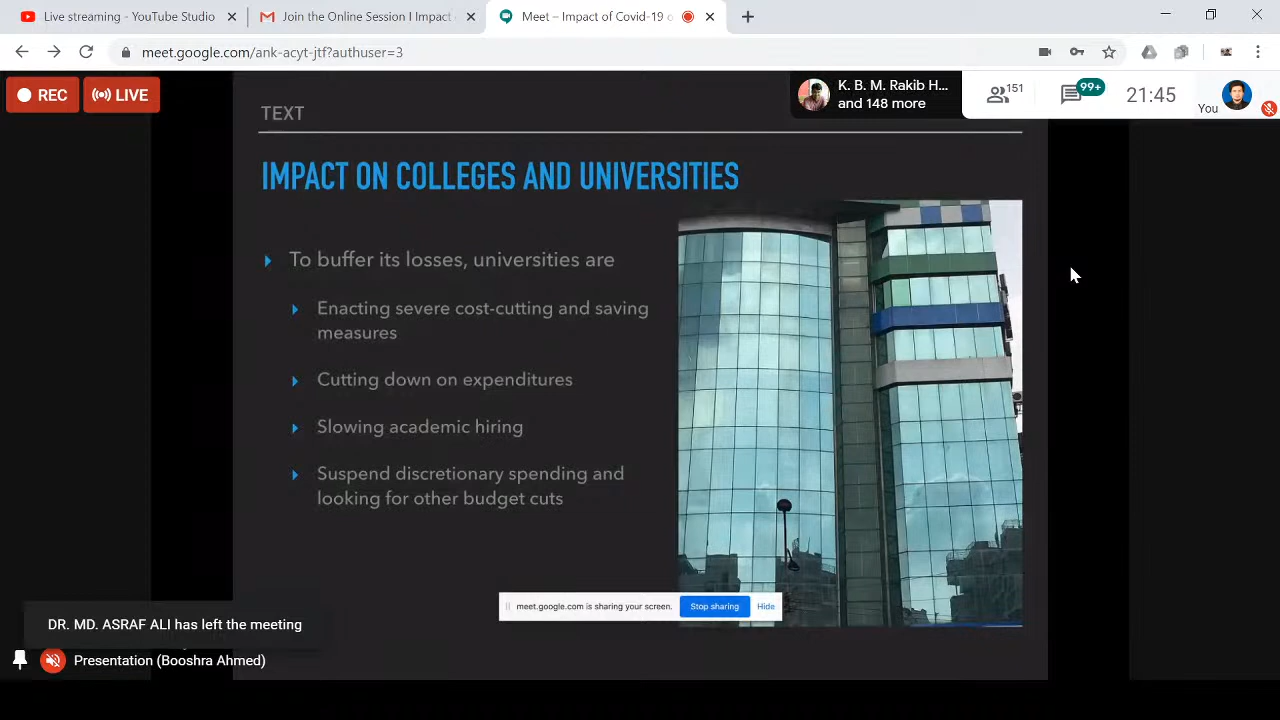 Live streaming - YouTube Studio
Join the Online Session I Impact
Meet – Impact of Covid-19
meet.google.com/ank-acyt-jtf?authuser=3
REC
LIVE
K. B. M. Rakib H...
and 148 more
151
99+
21:45
You
TEXT
IMPACT ON COLLEGES AND UNIVERSITIES
To buffer its losses, universities are
Enacting severe cost-cutting and saving
measures
Cutting down on expenditures
Slowing academic hiring
Suspend discretionary spending and
looking for other budget cuts
meet.google.com is sharing your screen.
Stop sharing
Hide
DR. MD. ASRAF ALI has left the meeting
Presentation (Booshra Ahmed)